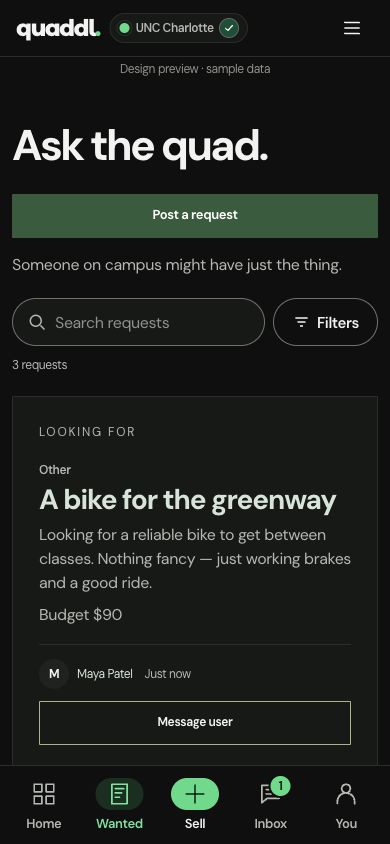 quaddl.
UNC Charlotte
Design preview · sample data
Ask the quad.
Post a request
Someone on campus might have just the thing.
Search requests
Filters
3 requests
LOOKING FOR
Other
A bike for the greenway
Looking for a reliable bike to get between
classes. Nothing fancy — just working brakes
and a good ride.
Budget $90
M Maya Patel Just now
Message user
1
Home Wanted Sell Inbox You